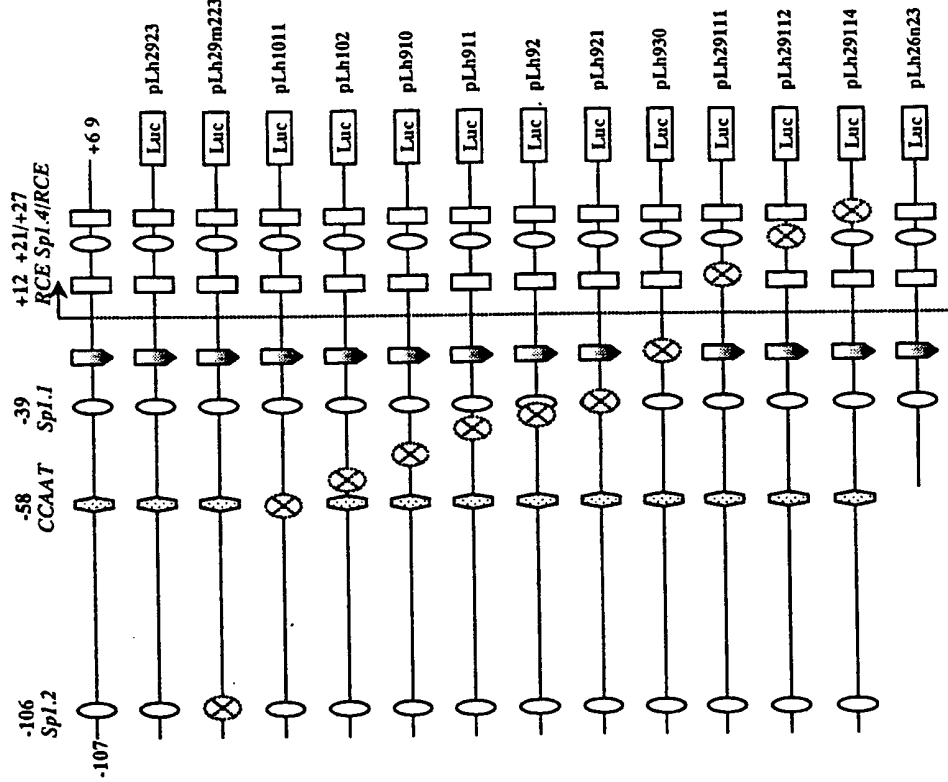 -107
-106
Sp1.2
-58
CCAAT
-39
Sp1.1
+12 +21/+27
RCE Sp1.4/RCE
+6 9
Luc pLh2923
Luc pLh29m223
Luc pLh1011
Luc pLh102
Luc pLh910
Luc pLh911
Luc pLh92
Luc pLh921
Luc pLh930
Luc pLh29111
Luc pLh29112
Luc pLh29114
Luc pLh26n23